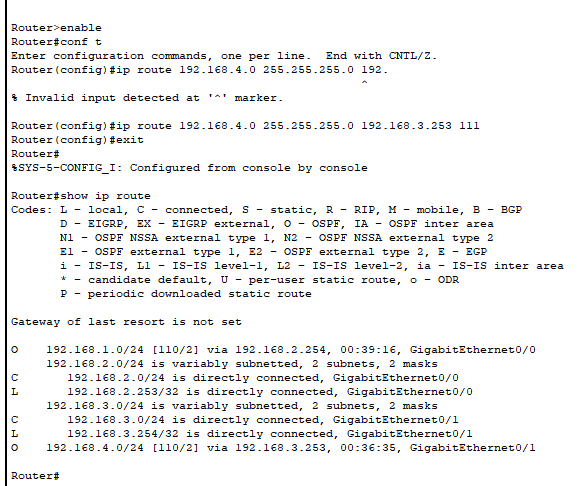 Router>enable
Router#conf t
Enter configuration commands, one per line.  End with CNTL/Z.
Router(config)#ip route 192.168.4.0 255.255.255.0 192.
^
% Invalid input detected at '^' marker.
Router(config)#ip route 192.168.4.0 255.255.255.0 192.168.3.253 111
Router(config)#exit
Router#
%SYS-5-CONFIG_I: Configured from console by console
Router#show ip route
Codes: L - local, C - connected, S - static, R - RIP, M - mobile, B - BGP
D - EIGRP, EX - EIGRP external, O - OSPF, IA - OSPF inter area
N1 - OSPF NSSA external type 1, N2 - OSPF NSSA external type 2
E1 - OSPF external type 1, E2 - OSPF external type 2, E - EGP
i - IS-IS, L1 - IS-IS level-1, L2 - IS-IS level-2, ia - IS-IS inter area
* - candidate default, U - per-user static route, o - ODR
P - periodic downloaded static route
Gateway of last resort is not set
O    192.168.1.0/24 [110/2] via 192.168.2.254, 00:39:16, GigabitEthernet0/0
192.168.2.0/24 is variably subnetted, 2 subnets, 2 masks
C       192.168.2.0/24 is directly connected, GigabitEthernet0/0
L       192.168.2.253/32 is directly connected, GigabitEthernet0/0
192.168.3.0/24 is variably subnetted, 2 subnets, 2 masks
C       192.168.3.0/24 is directly connected, GigabitEthernet0/1
L       192.168.3.254/32 is directly connected, GigabitEthernet0/1
O    192.168.4.0/24 [110/2] via 192.168.3.253, 00:36:35, GigabitEthernet0/1
Router#